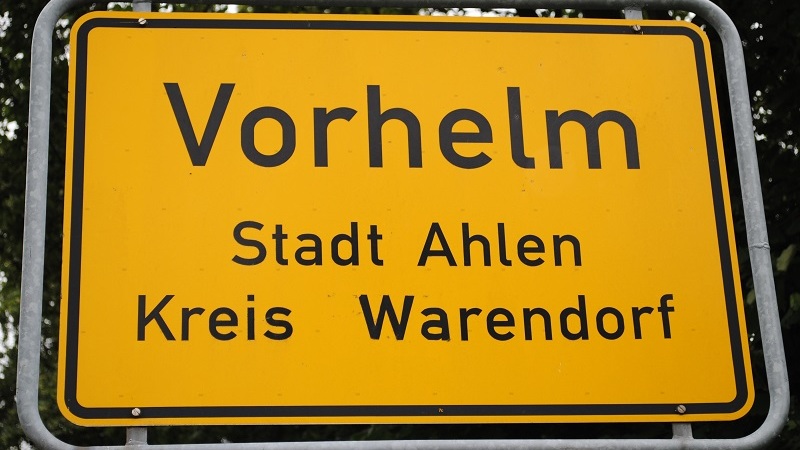 Vorhelm
Stadt Ahlen
Kreis Warendorf